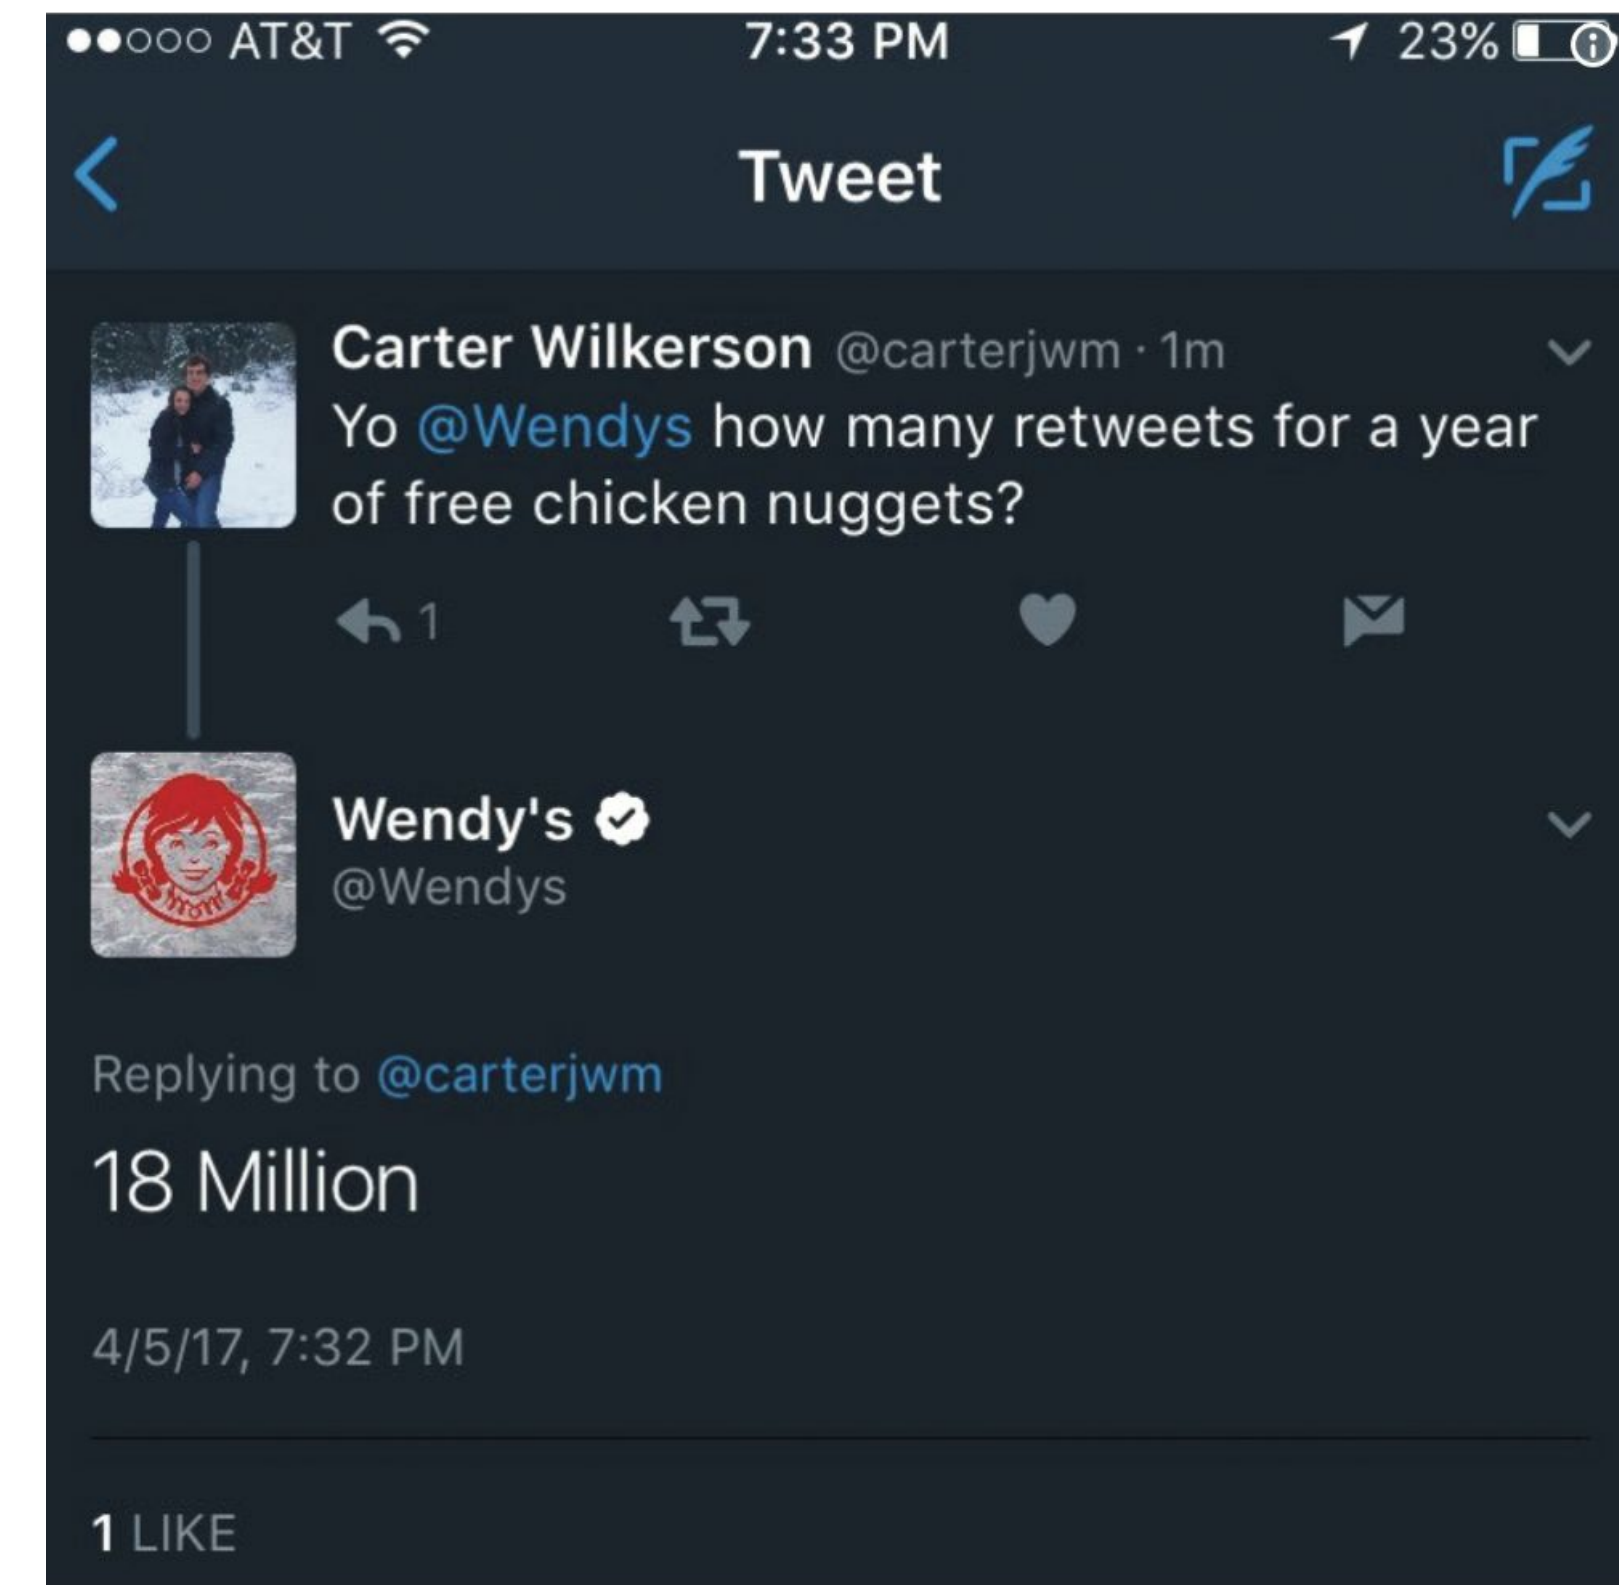 AT&T 7:33 PM 23%
Tweet
Carter Wilkerson @carterjwm · 1m
Yo @Wendys how many retweets for a year
of free chicken nuggets?
1
Wendy's
@Wendys
Replying to @carterjwm
18 Million
4/5/17, 7:32 PM
1 LIKE